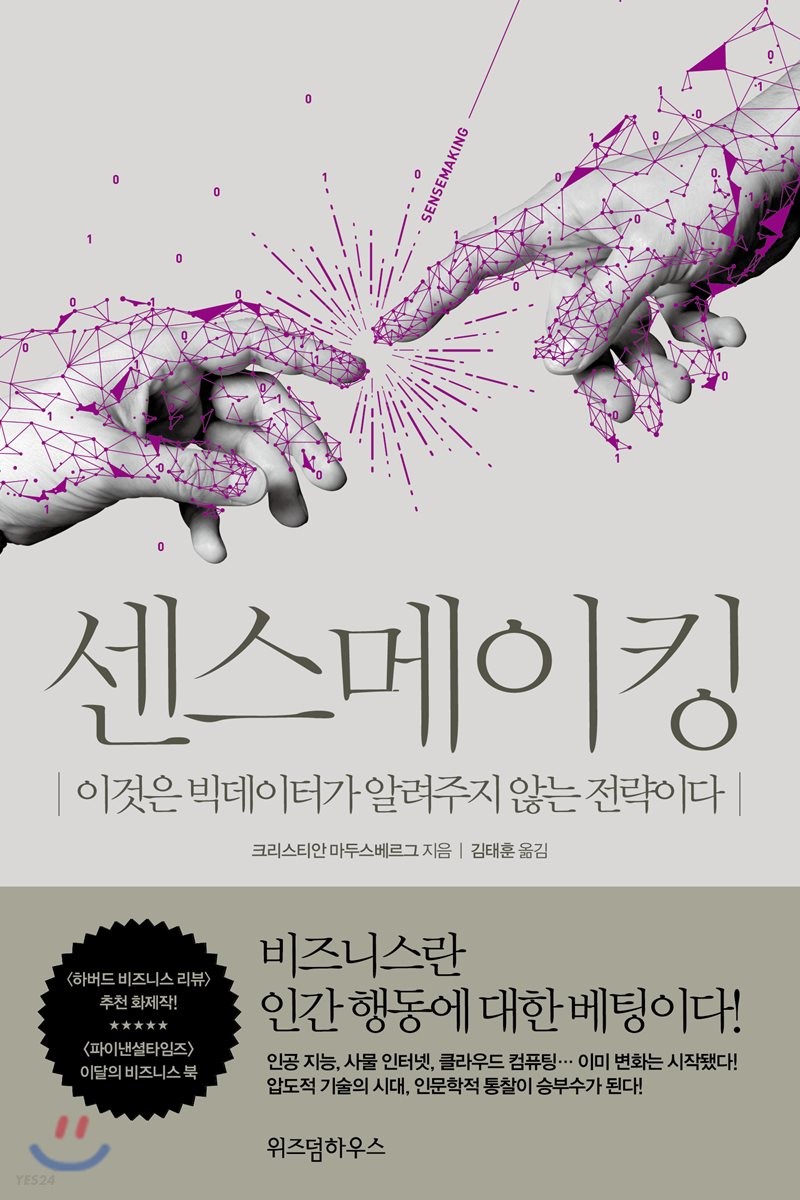 SENSEMAKING
센스메이킹
이것은 빅데이터가 알려주지 않는 전략이다
크리스티안 마두스베르그 지음 | 김태훈 옮김
〈하버드 비즈니스 리뷰〉
추천 화제작!
★★★★★
〈파이낸셜타임즈〉
이달의 비즈니스 북
비즈니스란
인간 행동에 대한 베팅이다!
인공 지능, 사물 인터넷, 클라우드 컴퓨팅… 이미 변화는 시작됐다!
압도적 기술의 시대, 인문학적 통찰이 승부수가 된다!
위즈덤하우스
YES24